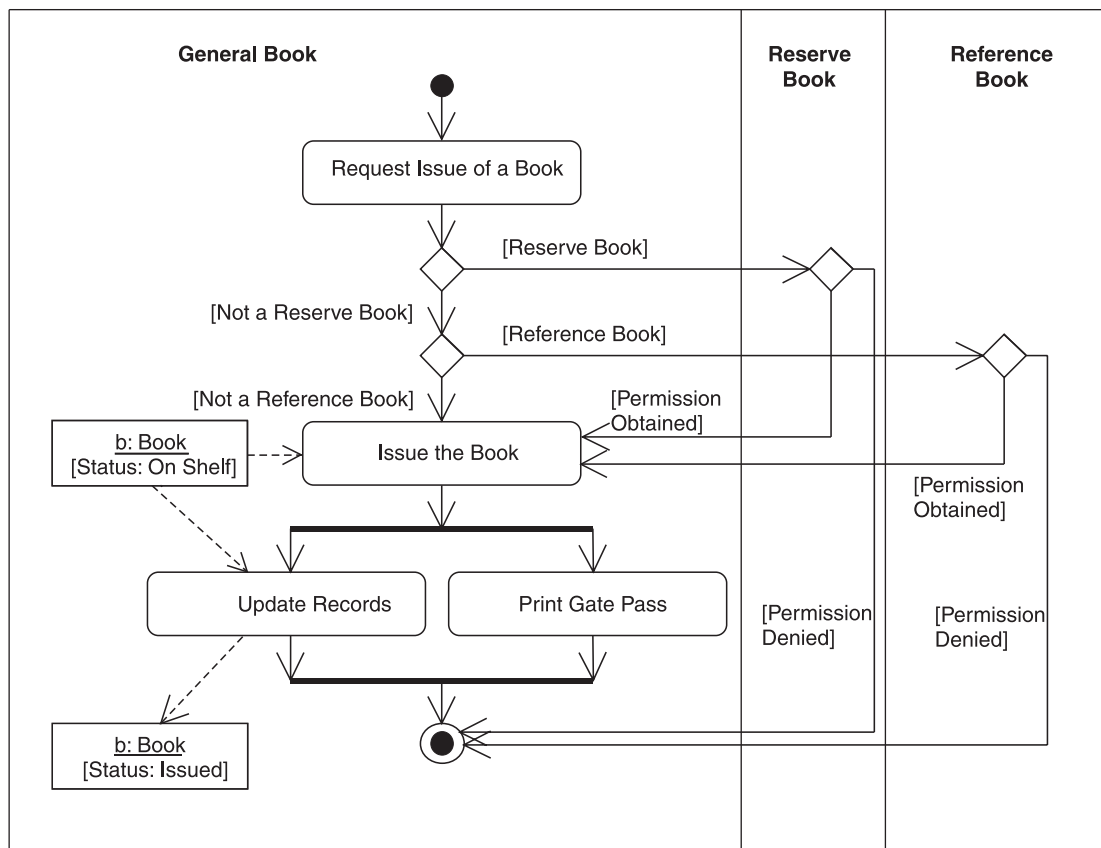 General Book
Reserve
Book
Reference
Book
Request Issue of a Book
[Reserve Book]
[Not a Reserve Book]
[Reference Book]
[Not a Reference Book]
[Permission
Obtained]
b: Book
[Status: On Shelf]
Issue the Book
[Permission
Obtained]
Update Records
Print Gate Pass
[Permission
Denied]
[Permission
Denied]
b: Book
[Status: Issued]